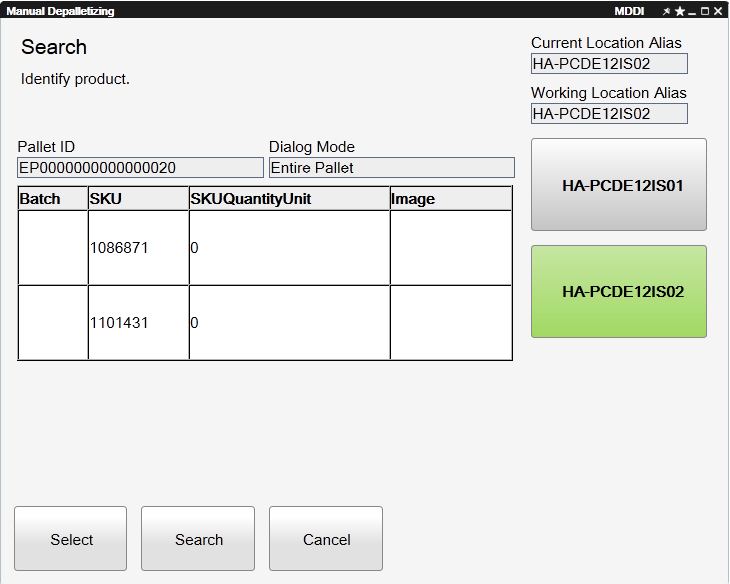 Manual Depalletizing MDDI
Search
Identify product.
Current Location Alias
HA-PCDE12IS02
Working Location Alias
HA-PCDE12IS02
Pallet ID Dialog Mode
EP0000000000000020 Entire Pallet
Batch SKU SKUQuantityUnit Image
1086871 0
1101431 0
HA-PCDE12IS01
HA-PCDE12IS02
Select Search Cancel